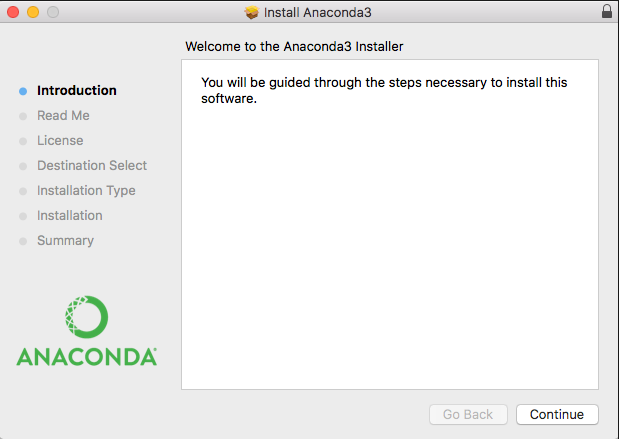 Install Anaconda3
Welcome to the Anaconda3 Installer
Introduction
Read Me
License
Destination Select
Installation Type
Installation
Summary
You will be guided through the steps necessary to install this
software.
ANACONDA
Go Back
Continue